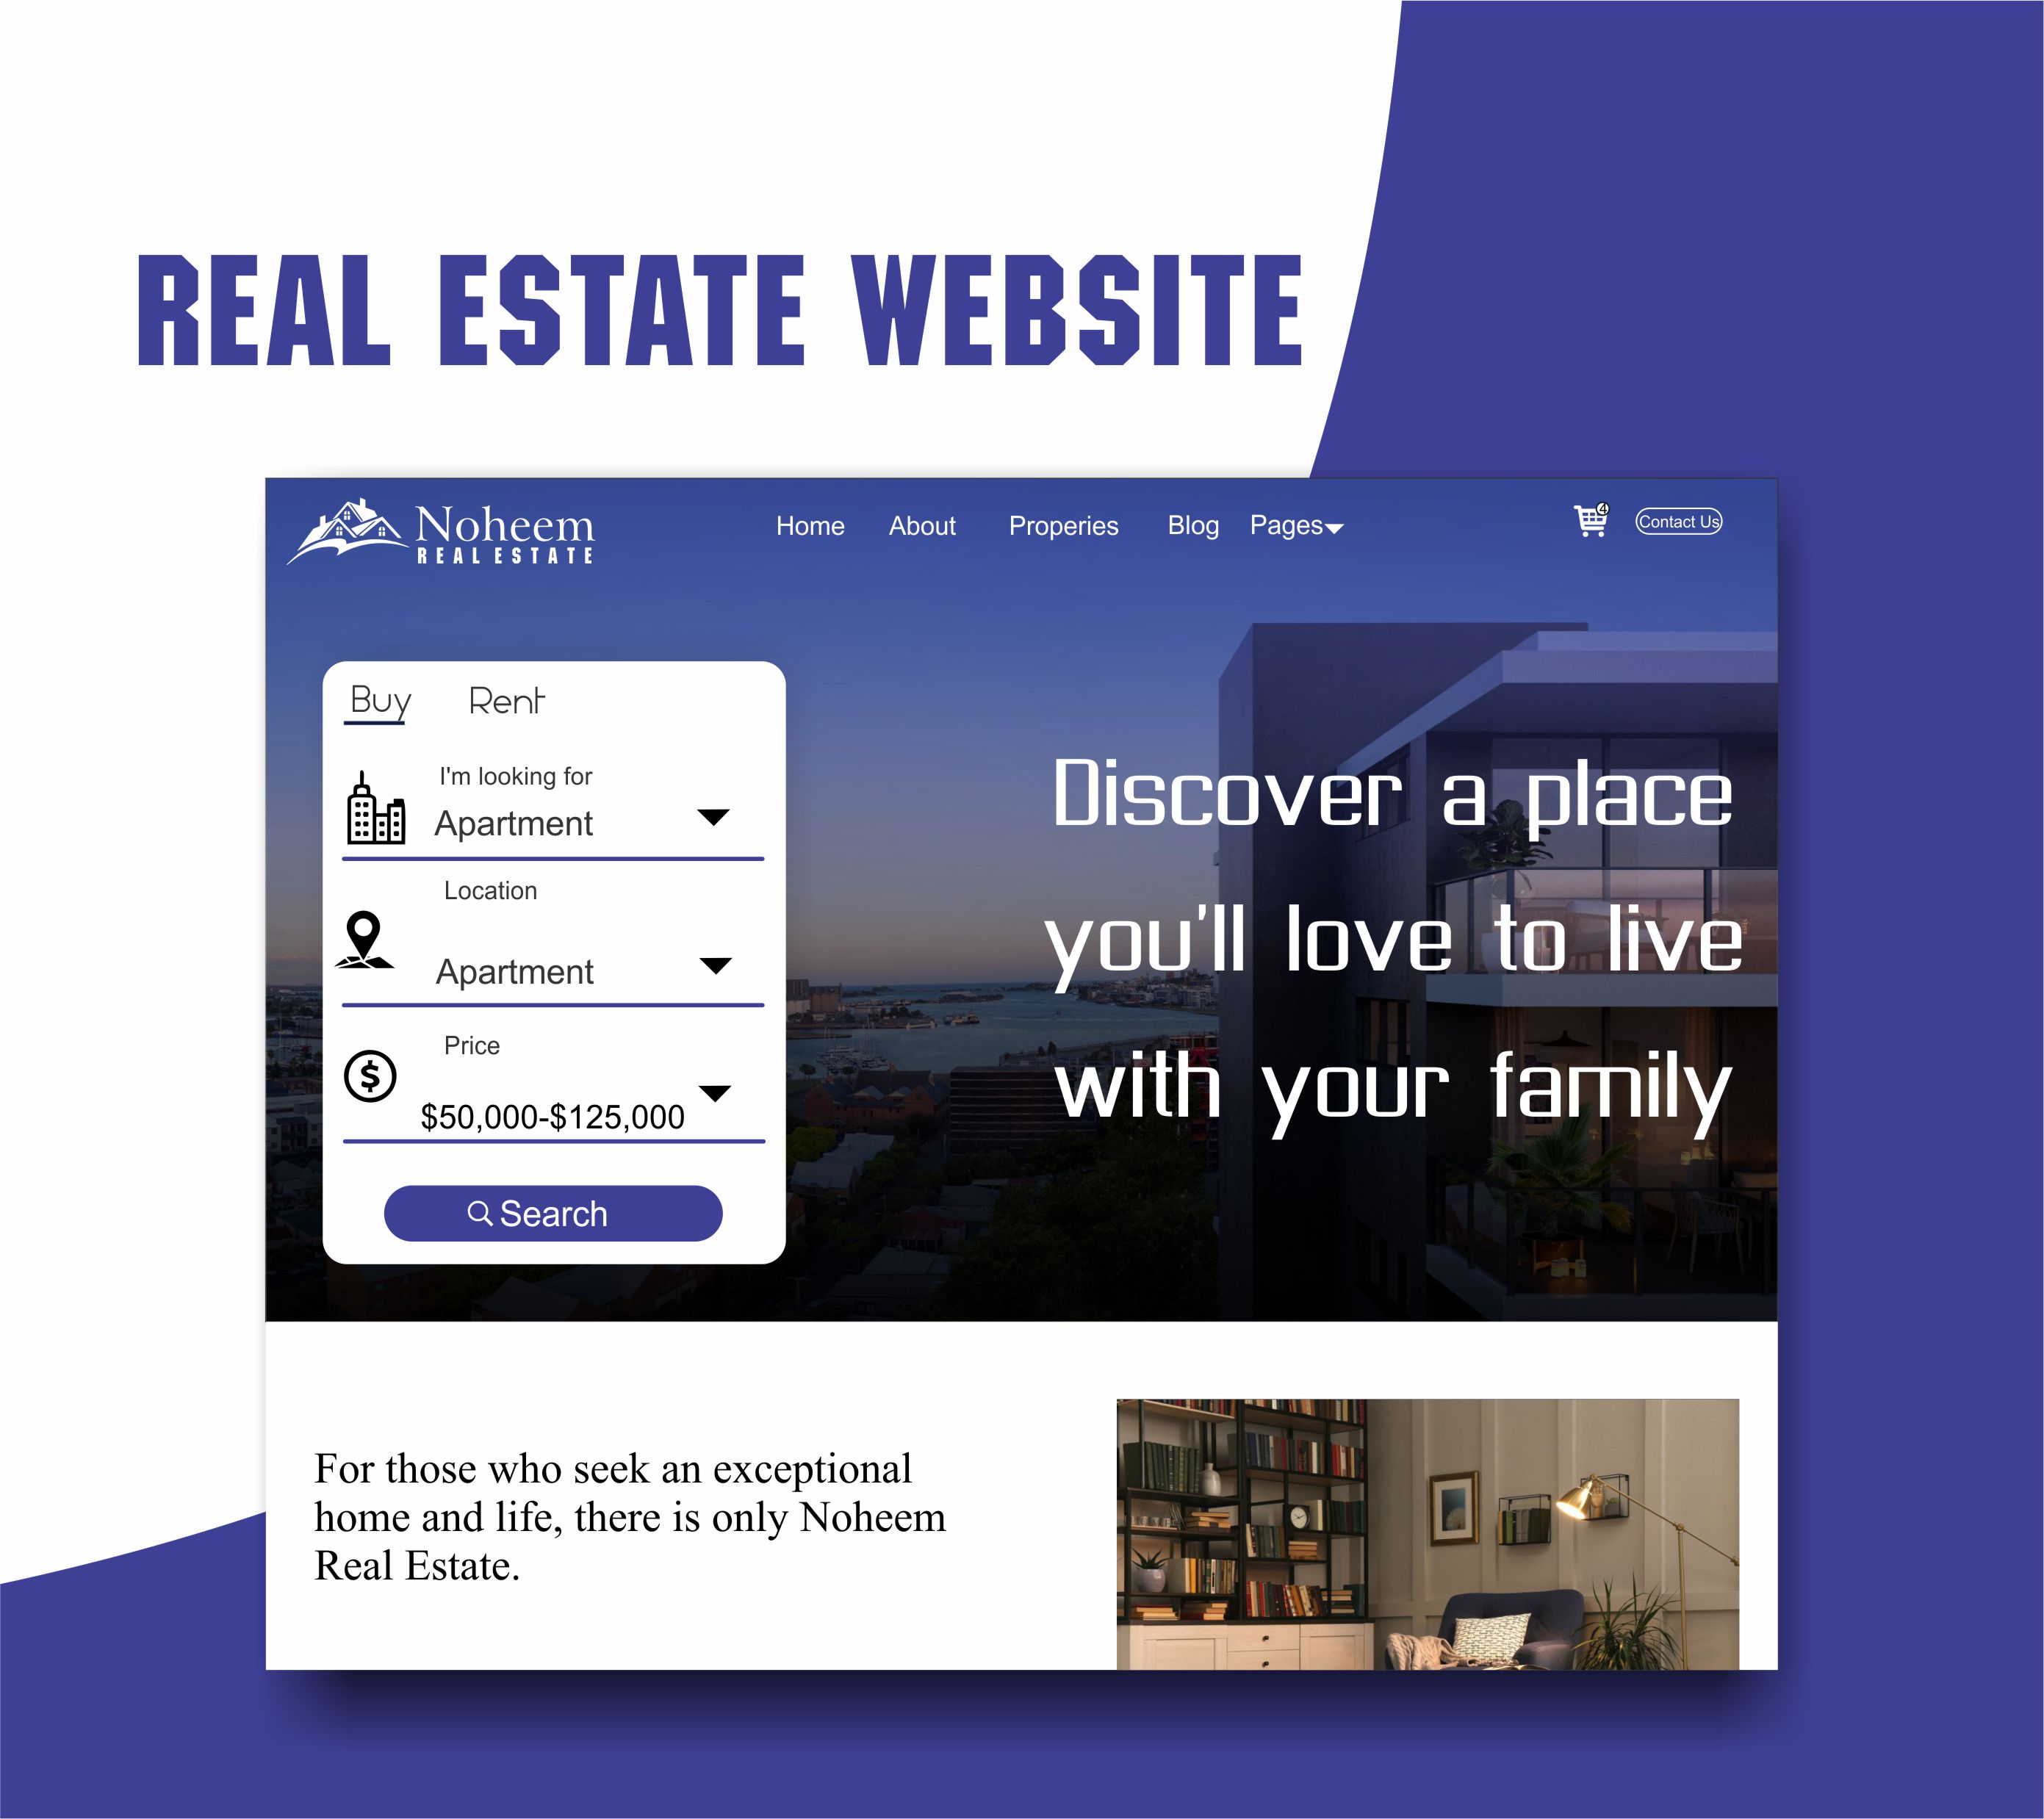 REAL ESTATE WEBSITE
Noheem
REAL ESTATE
Home About Properies Blog Pages
4
Contact Us
Buy Rent
I'm looking for
Apartment
Location
Apartment
Price
$50,000-$125,000
Search
Discover a place
you'll love to live
with your family
For those who seek an exceptional
home and life, there is only Noheem
Real Estate.